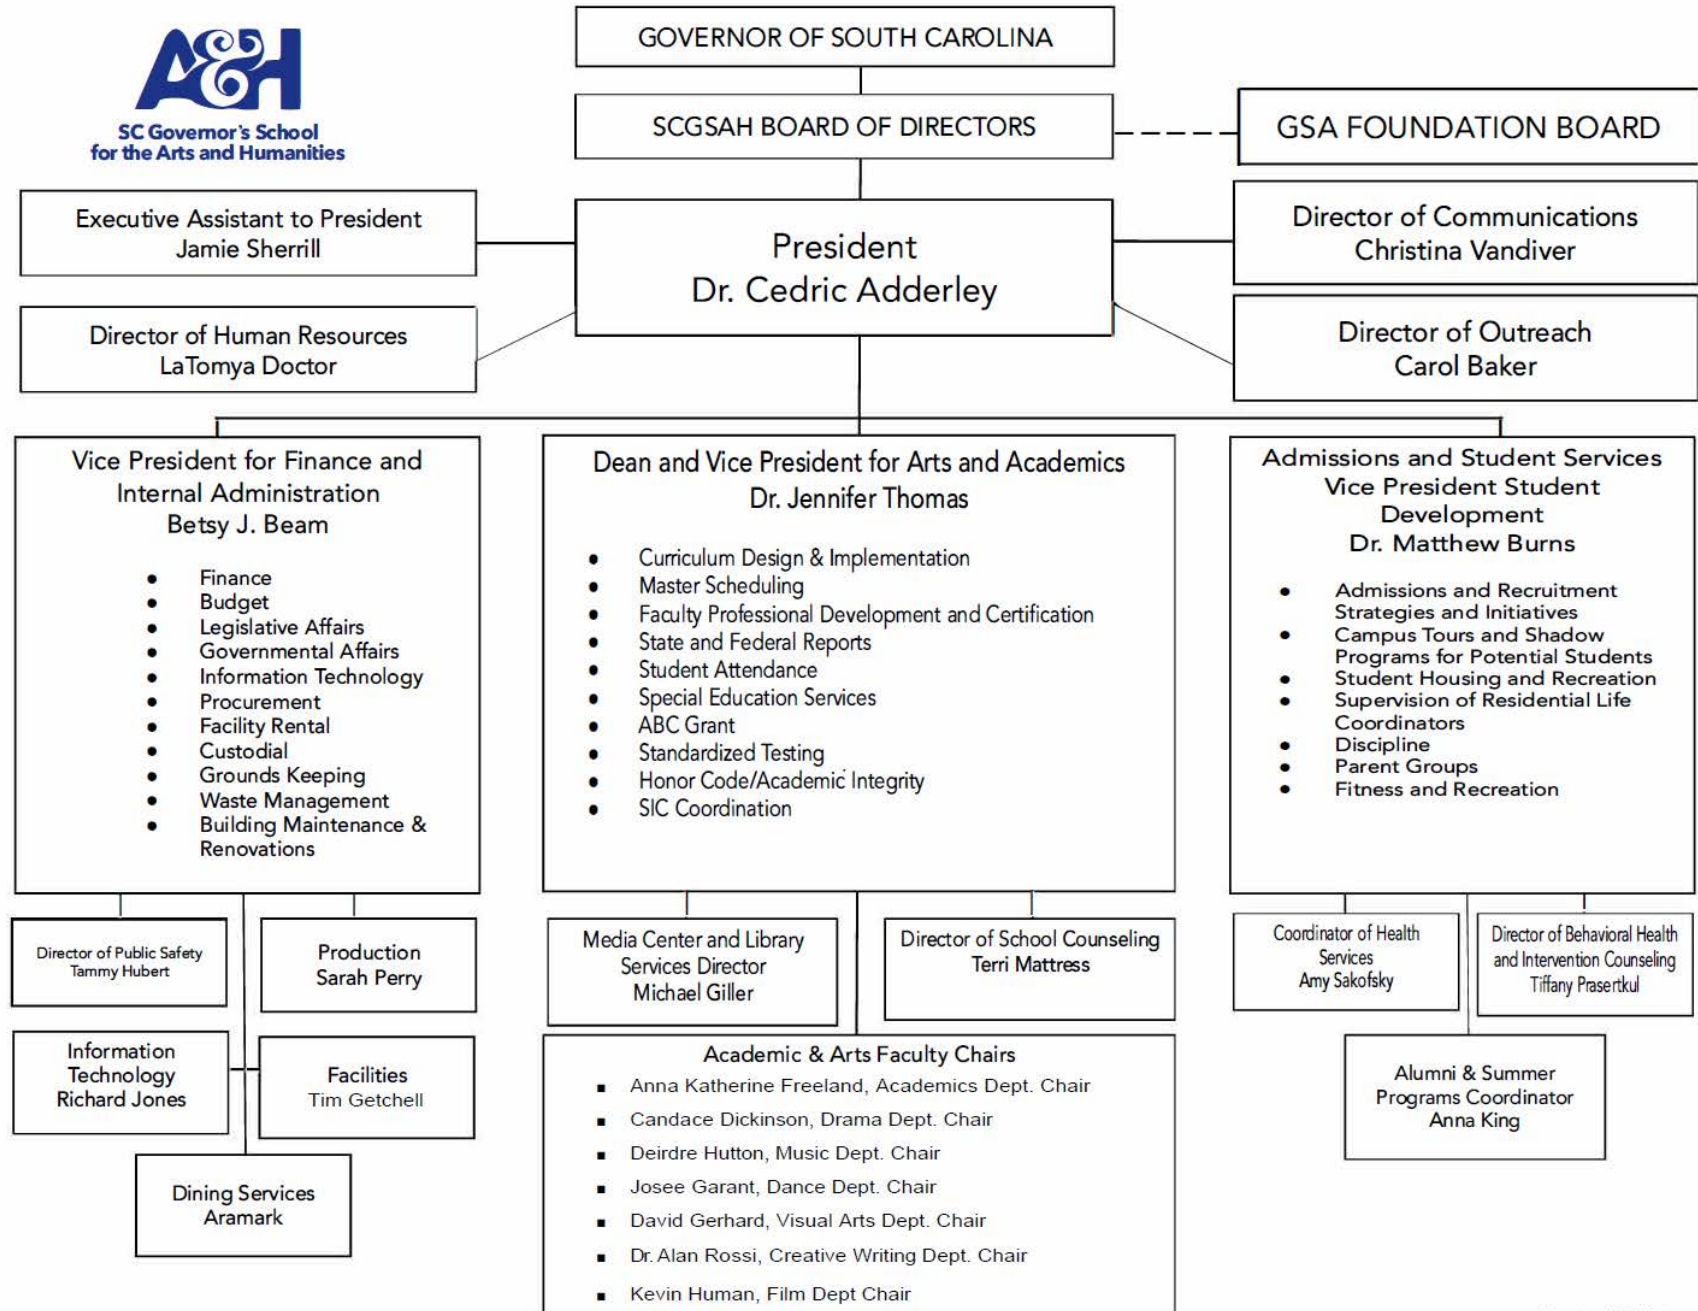 A&H
SC Governor's School
for the Arts and Humanities
GOVERNOR OF SOUTH CAROLINA
SCGSAH BOARD OF DIRECTORS
GSA FOUNDATION BOARD
Executive Assistant to President
Jamie Sherrill
President
Dr. Cedric Adderley
Director of Communications
Christina Vandiver
Director of Human Resources
LaTomya Doctor
Director of Outreach
Carol Baker
Vice President for Finance and
Internal Administration
Betsy J. Beam
• Finance
• Budget
• Legislative Affairs
• Governmental Affairs
• Information Technology
• Procurement
• Facility Rental
• Custodial
• Grounds Keeping
• Waste Management
• Building Maintenance &
Renovations
Dean and Vice President for Arts and Academics
Dr. Jennifer Thomas
• Curriculum Design & Implementation
• Master Scheduling
• Faculty Professional Development and Certification
• State and Federal Reports
• Student Attendance
• Special Education Services
• ABC Grant
• Standardized Testing
• Honor Code/Academic Integrity
• SIC Coordination
Admissions and Student Services
Vice President Student
Development
Dr. Matthew Burns
• Admissions and Recruitment
Strategies and Initiatives
• Campus Tours and Shadow
Programs for Potential Students
• Student Housing and Recreation
• Supervision of Residential Life
Coordinators
• Discipline
• Parent Groups
• Fitness and Recreation
Director of Public Safety
Tammy Hubert
Production
Sarah Perry
Information
Technology
Richard Jones
Facilities
Tim Getchell
Dining Services
Aramark
Media Center and Library
Services Director
Michael Giller
Director of School Counseling
Terri Mattress
Academic & Arts Faculty Chairs
▪ Anna Katherine Freeland, Academics Dept. Chair
▪ Candace Dickinson, Drama Dept. Chair
▪ Deirdre Hutton, Music Dept. Chair
▪ Josee Garant, Dance Dept. Chair
▪ David Gerhard, Visual Arts Dept. Chair
▪ Dr. Alan Rossi, Creative Writing Dept. Chair
▪ Kevin Human, Film Dept Chair
Coordinator of Health
Services
Amy Sakofsky
Director of Behavioral Health
and Intervention Counseling
Tiffany Prasertkul
Alumni & Summer
Programs Coordinator
Anna King